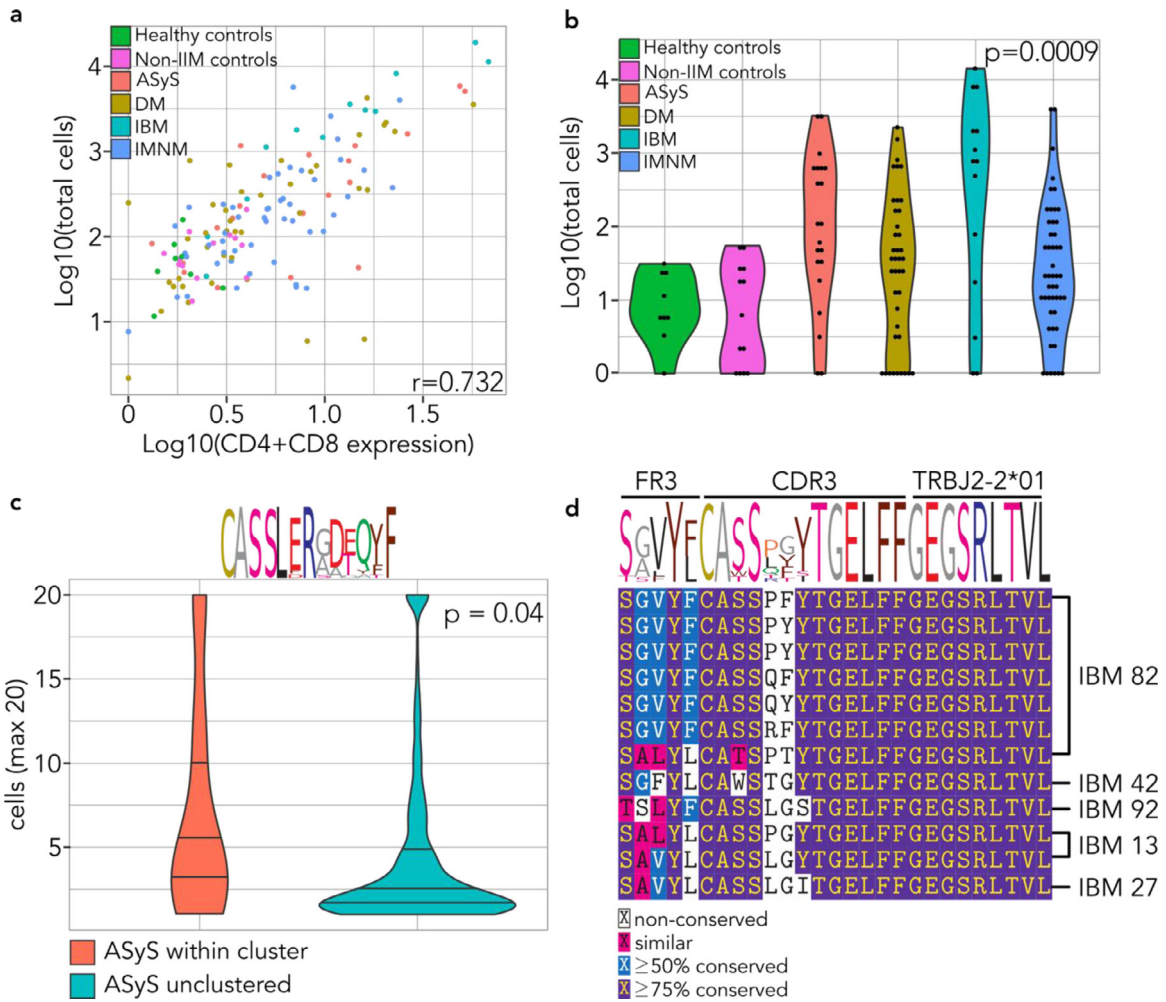 a
Healthy controls
Non-IIM controls
ASyS
DM
IBM
IMNM
4
3
2
1
Log10(total cells)
0
0.5
1.0
1.5
r=0.732
Log10(CD4+CD8 expression)
b
Healthy controls
Non-IIM controls
ASyS
DM
IBM
IMNM
p=0.0009
4
3
2
1
0
Log10(total cells)
c
CASSLERGDEQYF
20
15
10
5
cells (max 20)
p = 0.04
ASyS within cluster
ASyS unclustered
d
FR3
CDR3
TRBJ2-2*01
SGVYFCASSPFYTGELFFGEGSRLTVL
SGVYFCASSPYYTGELFFGEGSRLTVL
SGVYFCASSPYYTGELFFGEGSRLTVL
SGVYFCASSQFYTGELFFGEGSRLTVL
SGVYFCASSQYYTGELFFGEGSRLTVL
SGVYFCASSRFYTGELFFGEGSRLTVL
SALYLCATSPTYTGELFFGEGSRLTVL
SGFYLCAWSTGYTGELFFGEGSRLTVL
TSLYFCASSLGSTGELFFGEGSRLTVL
SALYLCASSPGYTGELFFGEGSRLTVL
SAVYLCASSLGYTGELFFGEGSRLTVL
SAVYLCASSLGITGELFFGEGSRLTVL
IBM 82
IBM 42
IBM 92
IBM 13
IBM 27
X non-conserved
X similar
X ≥50% conserved
X ≥75% conserved